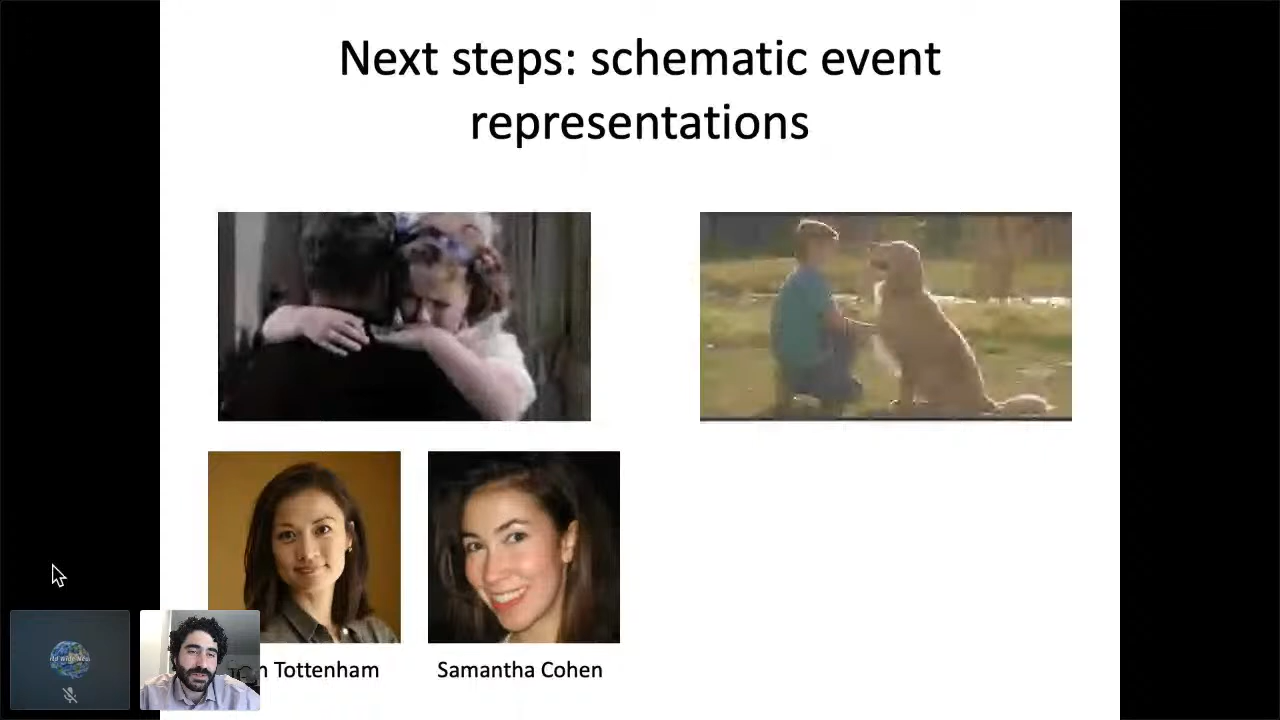 Next steps: schematic event
representations
Tottenham
Samantha Cohen